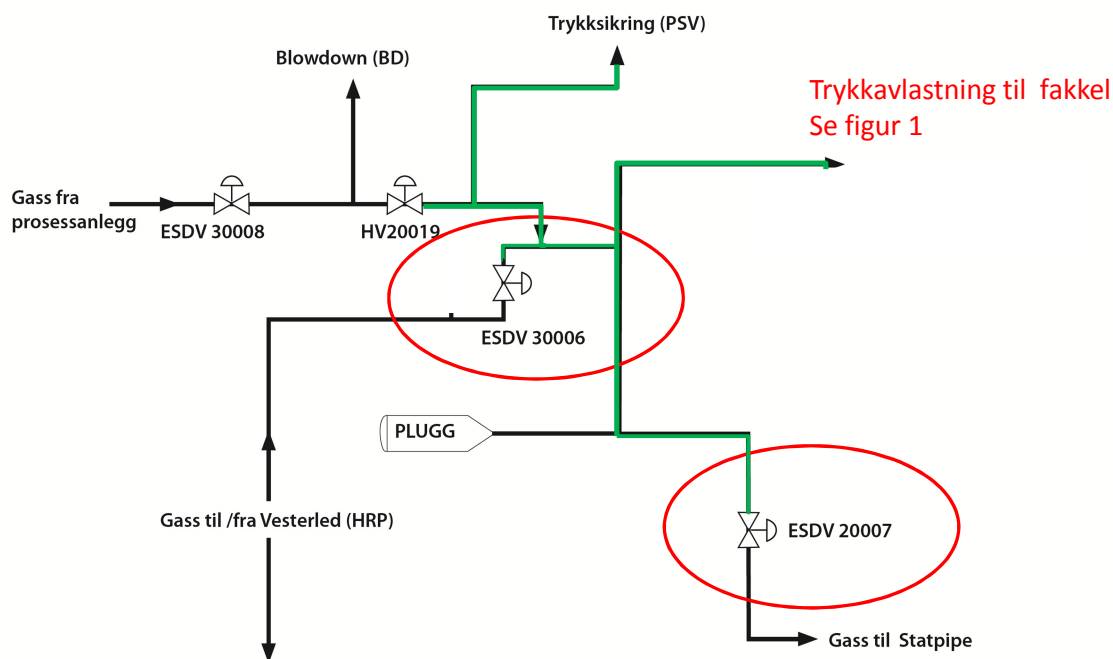 Trykksikring (PSV)
Blowdown (BD)
Trykkavlastning til fakkel
Se figur 1
Gass fra
prosessanlegg
ESDV 30008
HV20019
ESDV 30006
PLUGG
Gass til /fra Vesterled (HRP)
ESDV 20007
Gass til Statpipe